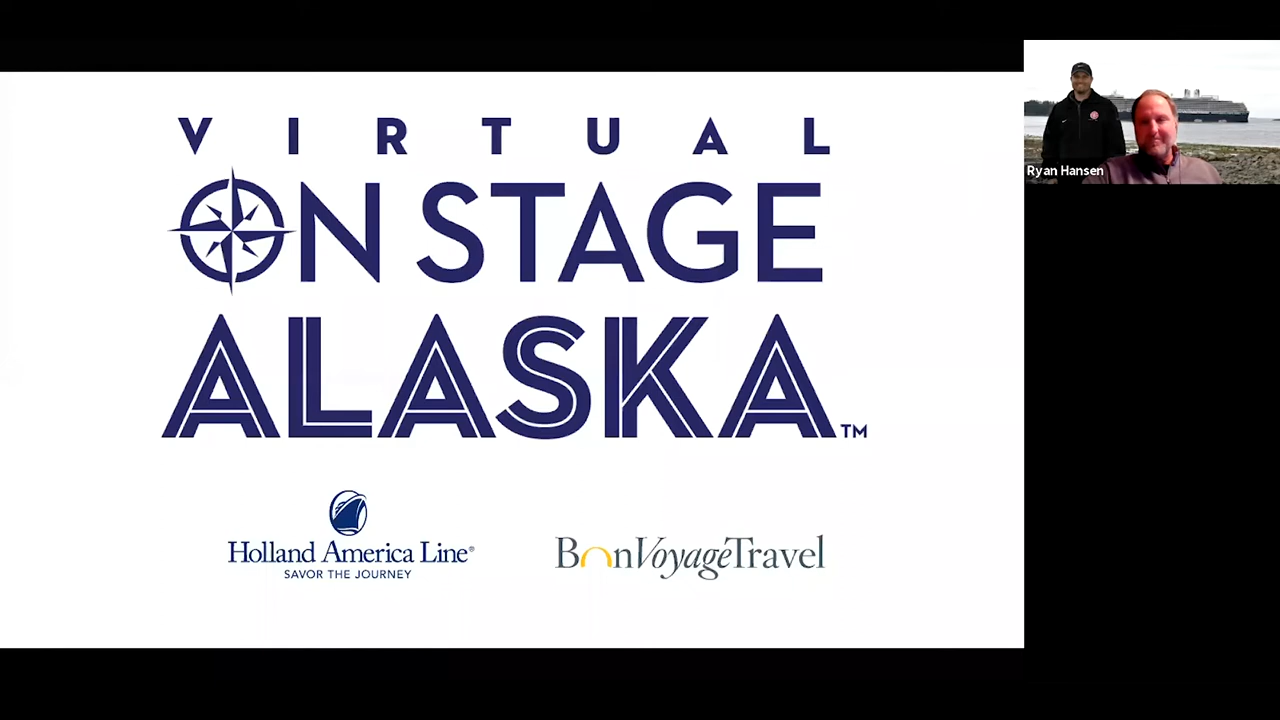 VIRTUAL
ON STAGE
ALASKA™
Holland America Line®
SAVOR THE JOURNEY
BonVoyageTravel
Ryan Hansen